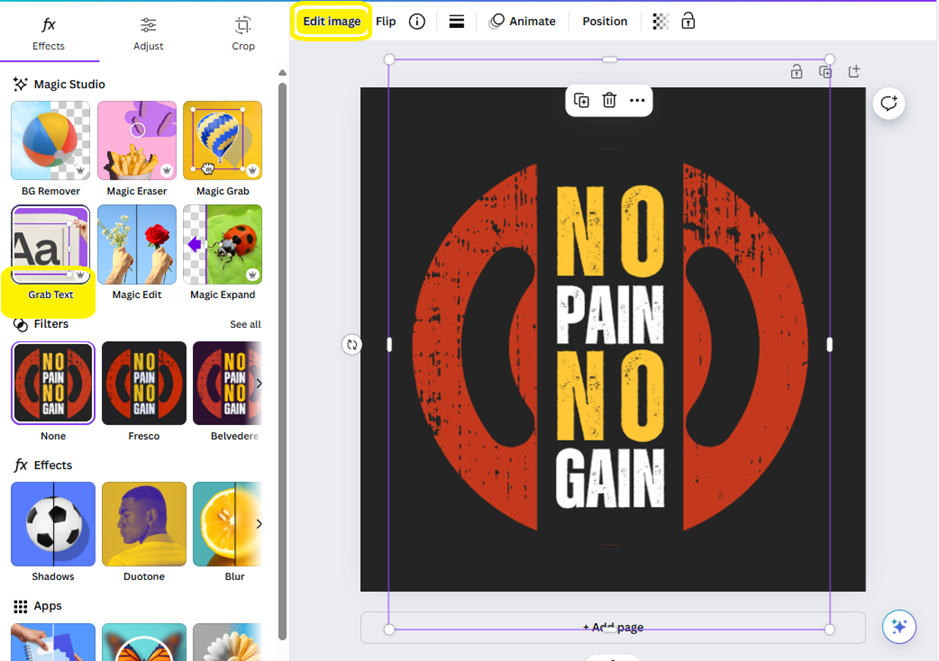 Edit image Flip Animate Position
fx
Effects Adjust Crop
Magic Studio
BG Remover Magic Eraser Magic Grab
Aa
Grab Text Magic Edit Magic Expand
Filters See all
NO
PAIN
NO
GAIN
NO
PAIN
NO
GAIN
NO
PAIN
NO
GAIN
None Fresco Belvedere
fx Effects
Shadows Duotone Blur
Apps
NO
PAIN
NO
GAIN
+ Add page